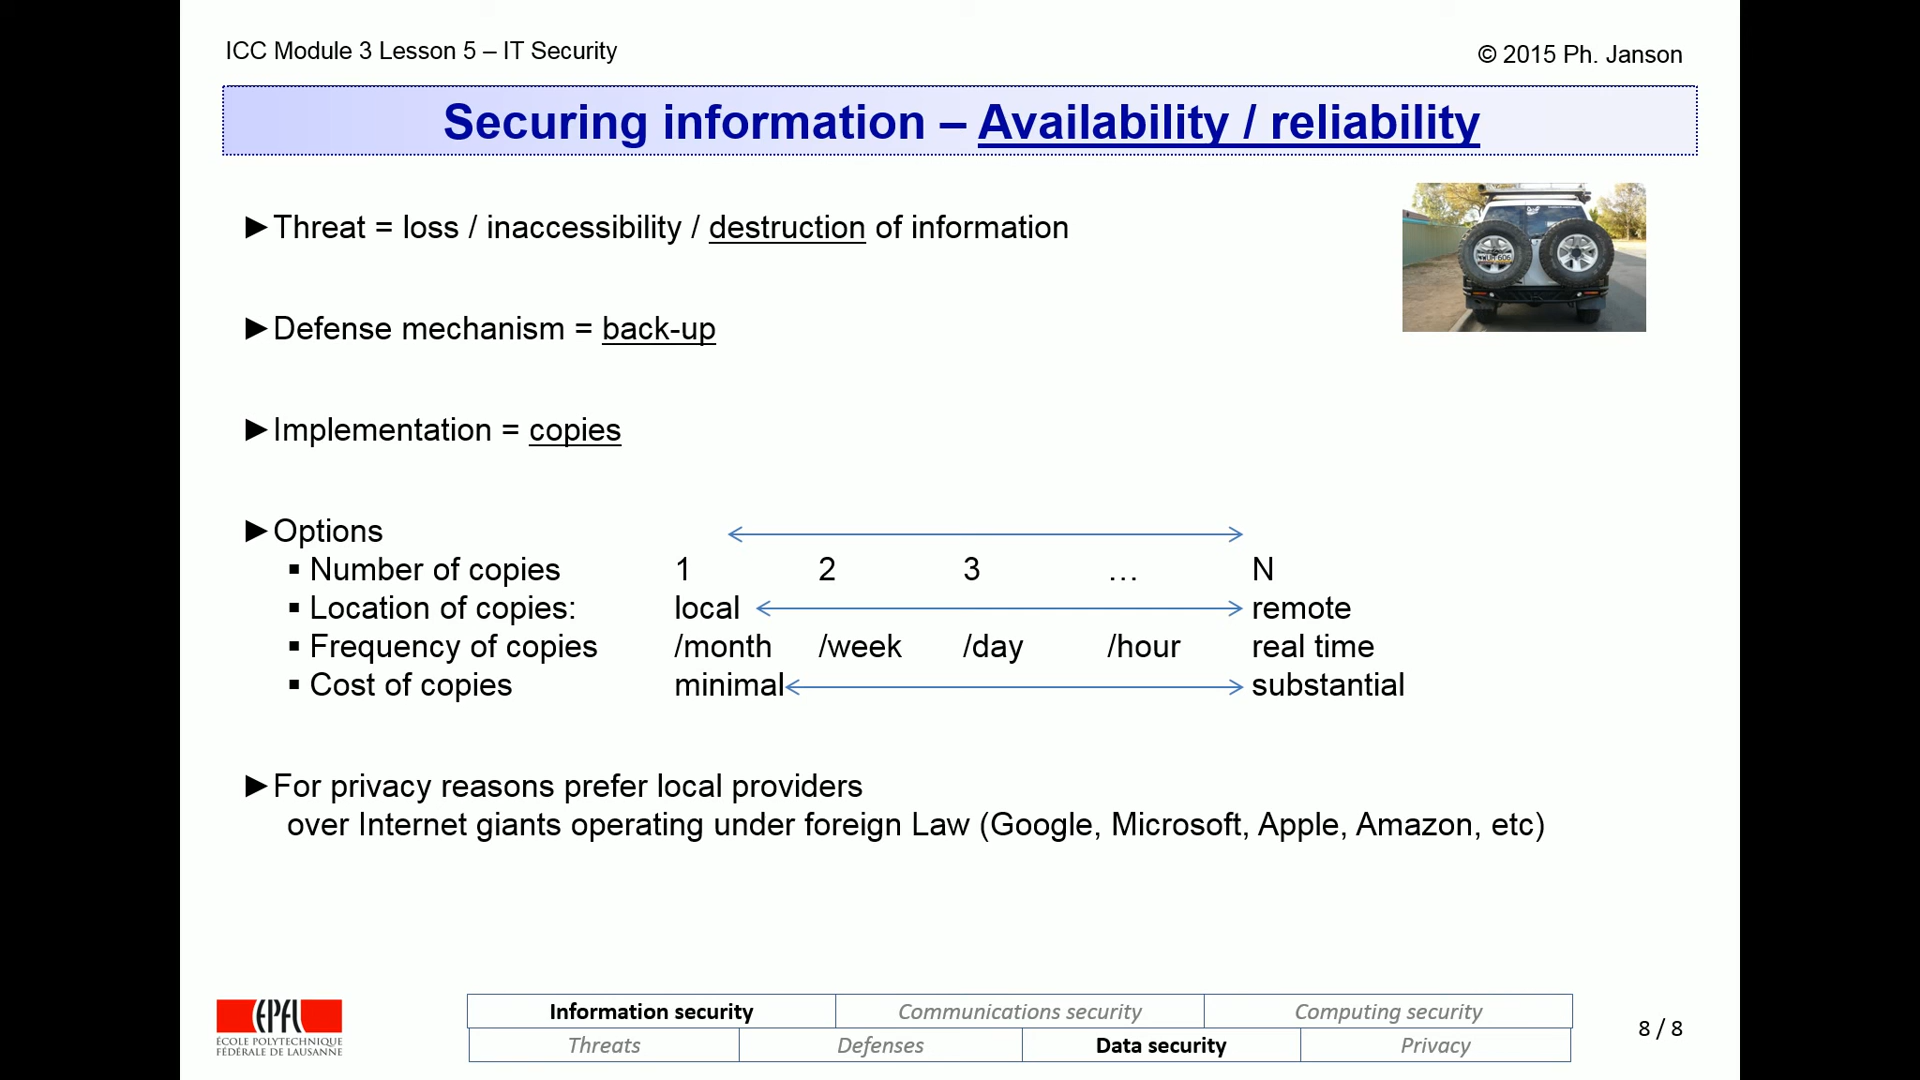 ICC Module 3 Lesson 5 – IT Security
© 2015 Ph. Janson
Securing information – Availability / reliability
►Threat = loss / inaccessibility / destruction of information
►Defense mechanism = back-up
►Implementation = copies
►Options
▪ Number of copies 1 2 3 … N
▪ Location of copies: local remote
▪ Frequency of copies /month /week /day /hour real time
▪ Cost of copies minimal substantial
►For privacy reasons prefer local providers
over Internet giants operating under foreign Law (Google, Microsoft, Apple, Amazon, etc)
EPFL
ÉCOLE POLYTECHNIQUE
FÉDÉRALE DE LAUSANNE
Information security Communications security Computing security
Threats Defenses Data security Privacy
8 / 8